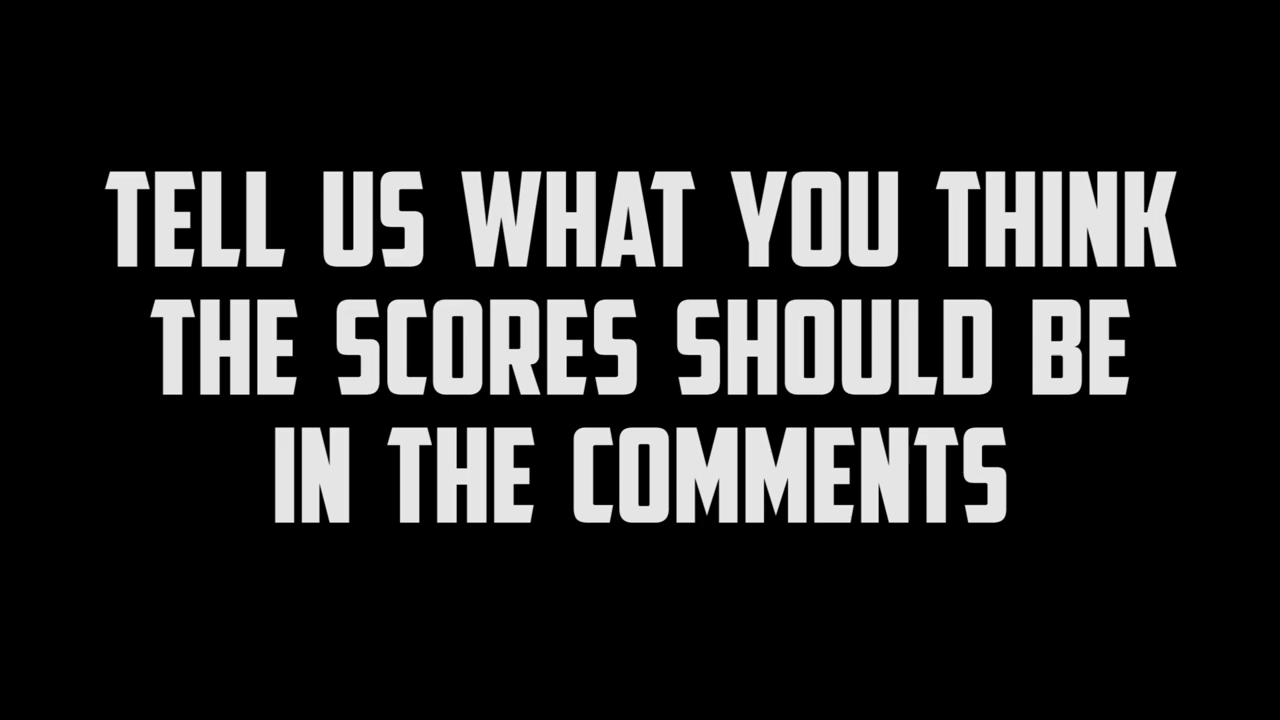 TELL US WHAT YOU THINK
THE SCORES SHOULD BE
IN THE COMMENTS